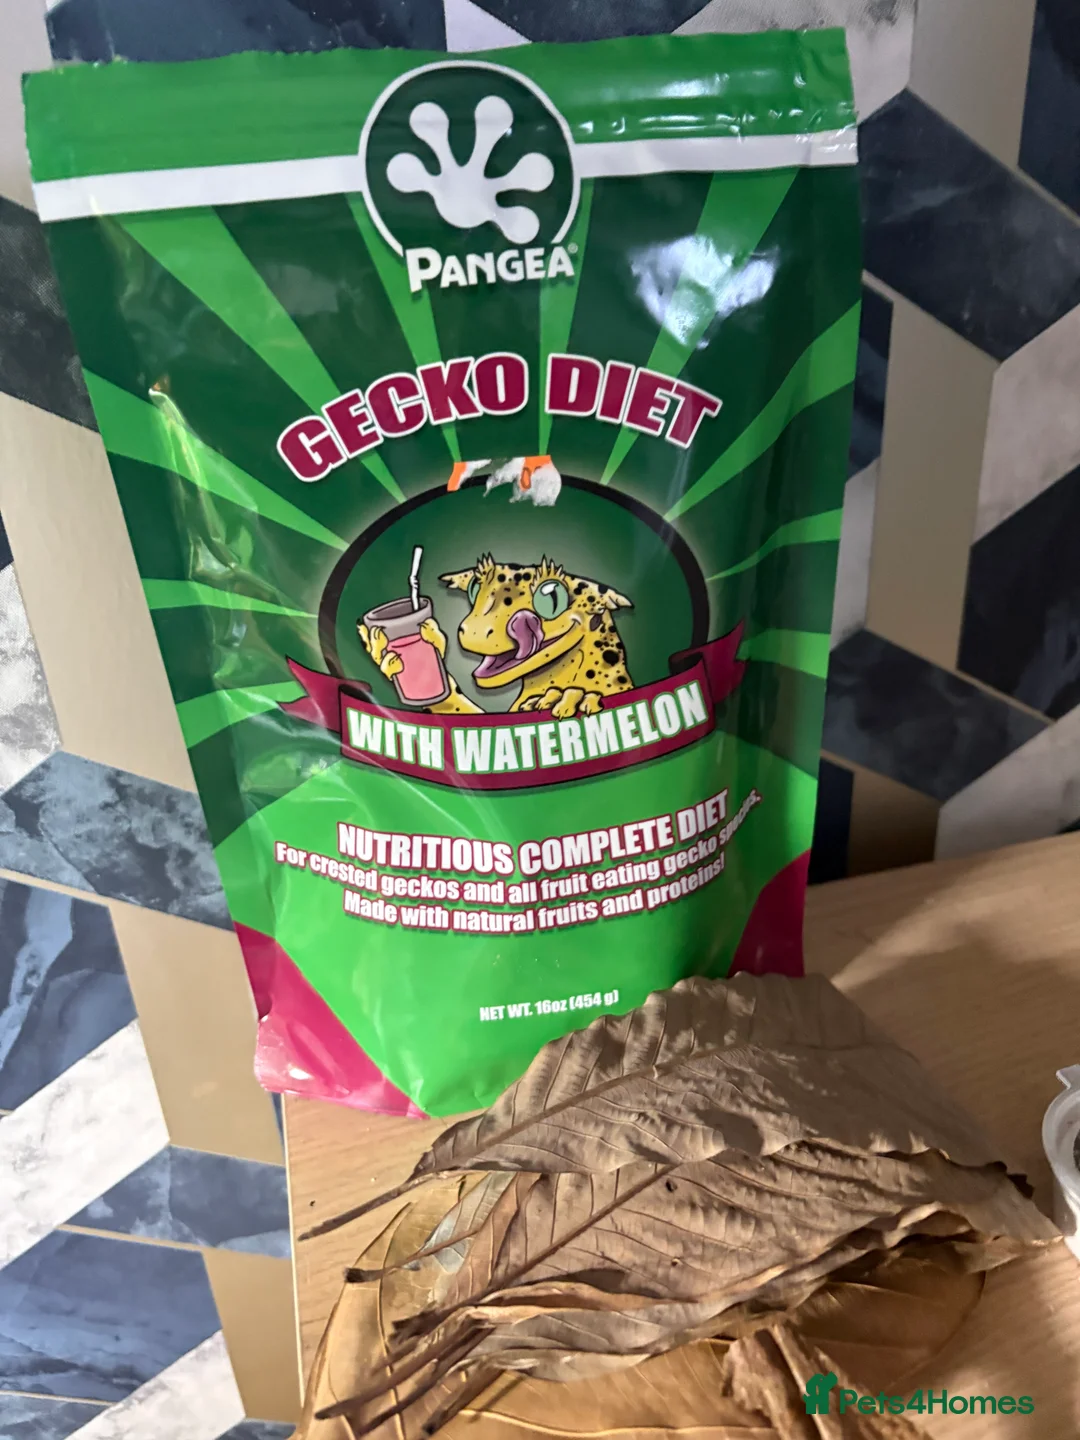 PANGEA®
GECKO DIET
WITH WATERMELON
NUTRITIOUS COMPLETE DIET
For crested geckos and all fruit eating gecko species.
Made with natural fruits and proteins!
NET WT. 16oz (454 g)
Pets4Homes